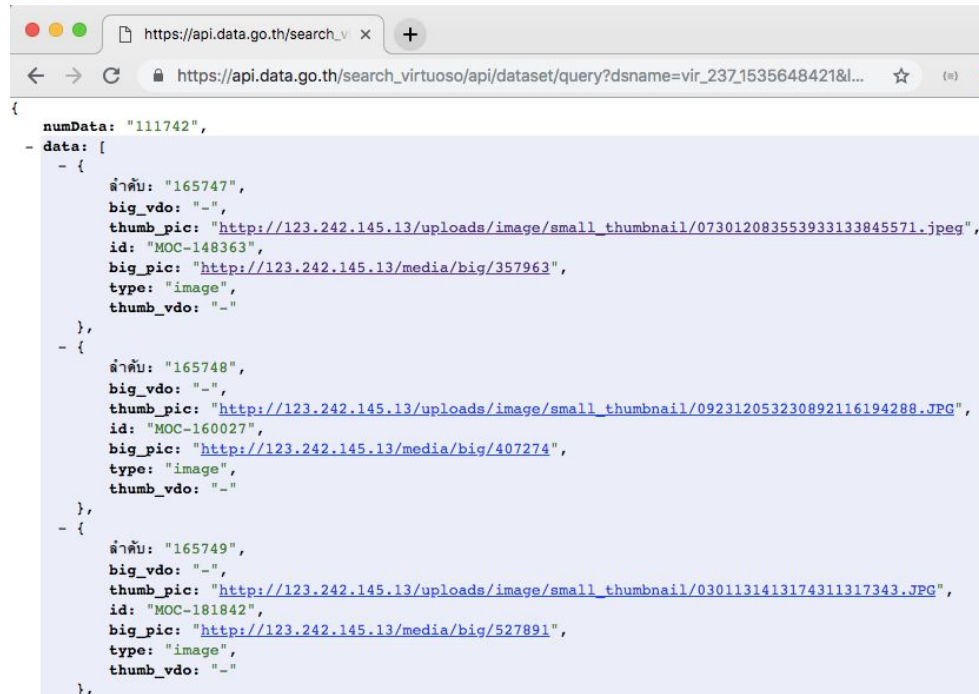 https://api.data.go.th/search_v
https://api.data.go.th/search_virtuoso/api/dataset/query?dsname=vir_237_1535648421&l...
{
numData: "111742",
- data: [
- {
ลำดับ: "165747",
big_vdo: "-",
thumb_pic: "http://123.242.145.13/uploads/image/small_thumbnail/073012083553933133845571.jpeg",
id: "MOC-148363",
big_pic: "http://123.242.145.13/media/big/357963",
type: "image",
thumb_vdo: "-"
},
- {
ลำดับ: "165748",
big_vdo: "-",
thumb_pic: "http://123.242.145.13/uploads/image/small_thumbnail/092312053230892116194288.JPG",
id: "MOC-160027",
big_pic: "http://123.242.145.13/media/big/407274",
type: "image",
thumb_vdo: "-"
},
- {
ลำดับ: "165749",
big_vdo: "-",
thumb_pic: "http://123.242.145.13/uploads/image/small_thumbnail/0301131413174311317343.JPG",
id: "MOC-181842",
big_pic: "http://123.242.145.13/media/big/527891",
type: "image",
thumb_vdo: "-"
},